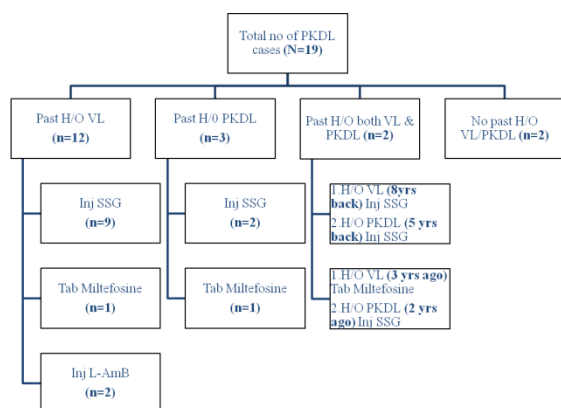 Total no of PKDL
cases (N=19)
Past H/O VL
(n=12)
Past H/0 PKDL
(n=3)
Past H/O both VL &
PKDL (n=2)
No past H/O
VL/PKDL (n=2)
Inj SSG
(n=9)
Inj SSG
(n=2)
1.H/O VL (8yrs
back) Inj SSG
2.H/O PKDL (5 yrs
back) Inj SSG
Tab Miltefosine
(n=1)
Tab Miltefosine
(n=1)
1.H/O VL (3 yrs ago)
Tab Miltefosine
2.H/O PKDL (2 yrs
ago) Inj SSG
Inj L-AmB
(n=2)